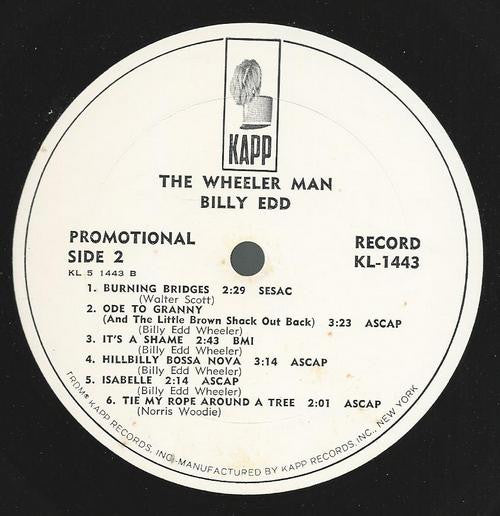 KAPP
THE WHEELER MAN
BILLY EDD
PROMOTIONAL
SIDE 2
KL 5 1443 B
RECORD
KL-1443
1. BURNING BRIDGES 2:29 SESAC
(Walter Scott)
2. ODE TO GRANNY
(And The Little Brown Shack Out Back) 3:23 ASCAP
(Billy Edd Wheeler)
3. IT'S A SHAME 2:43 BMI
(Billy Edd Wheeler)
4. HILLBILLY BOSSA NOVA 3:14 ASCAP
(Billy Edd Wheeler)
5. ISABELLE 2:14 ASCAP
(Billy Edd Wheeler)
6. TIE MY ROPE AROUND A TREE 2:01 ASCAP
(Norris Woodie)
FROM KAPP RECORDS, INC.-MANUFACTURED BY KAPP RECORDS, INC., NEW YORK